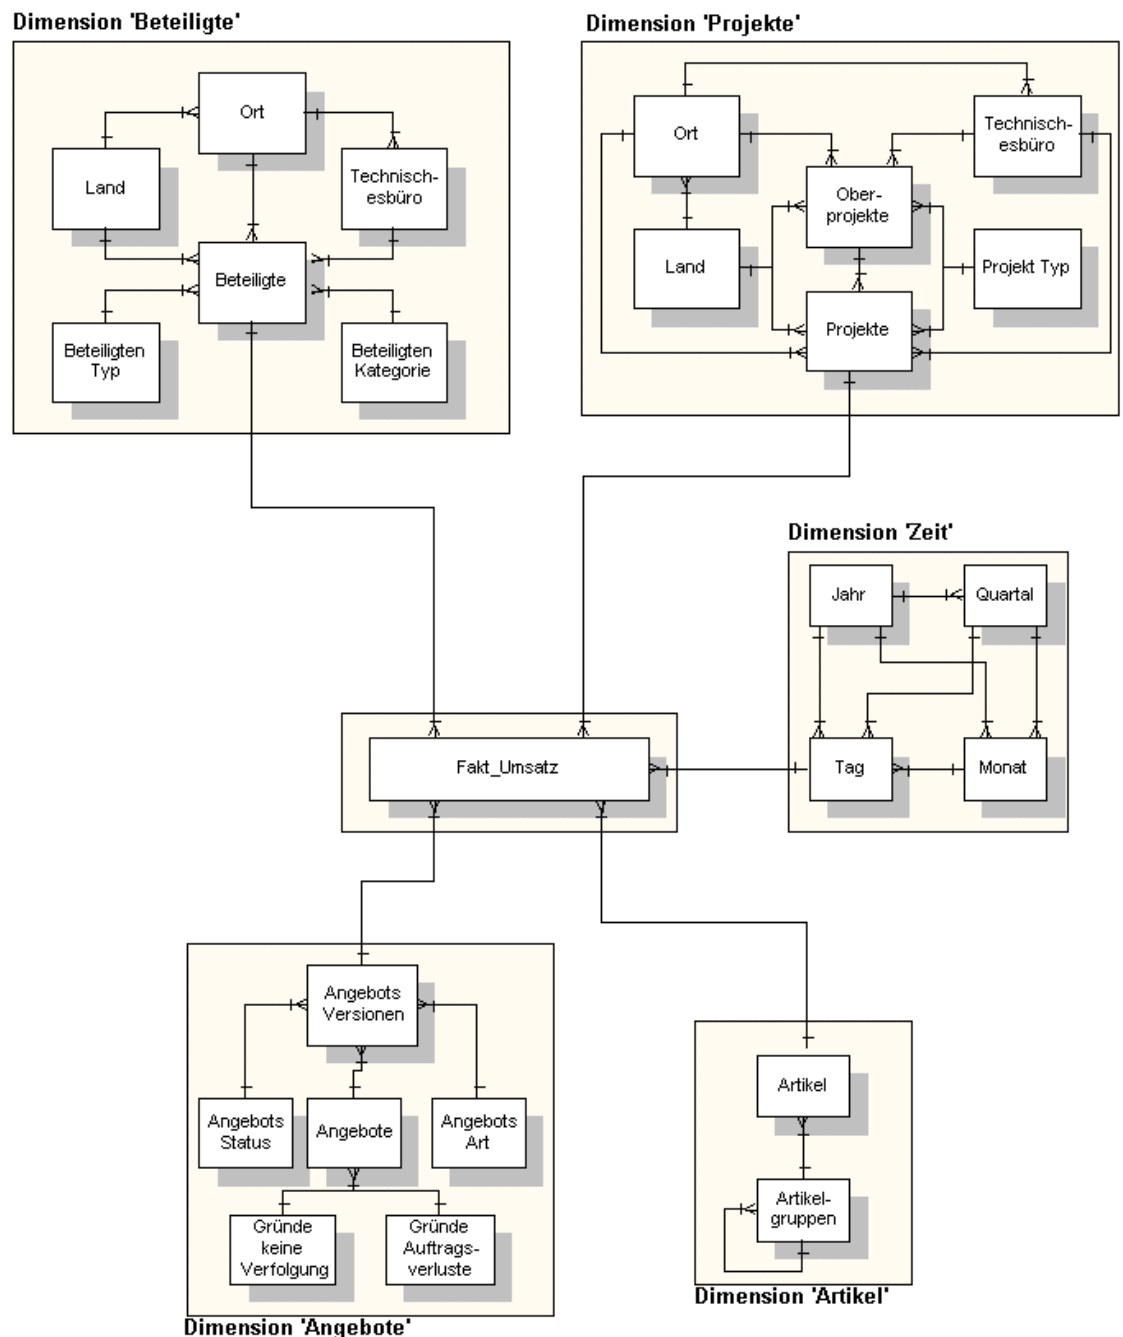 Dimension 'Beteiligte'
Ort
Land
Technisch-
esbüro
Beteiligte
Beteiligten
Typ
Beteiligten
Kategorie
Dimension 'Projekte'
Ort
Technisch-
esbüro
Ober-
projekte
Land
Projekt Typ
Projekte
Dimension 'Zeit'
Jahr
Quartal
Tag
Monat
Fakt_Umsatz
Angebots
Versionen
Angebots
Status
Angebote
Angebots
Art
Gründe
keine
Verfolgung
Gründe
Auftrags-
verluste
Dimension 'Angebote'
Artikel
Artikel-
gruppen
Dimension 'Artikel'